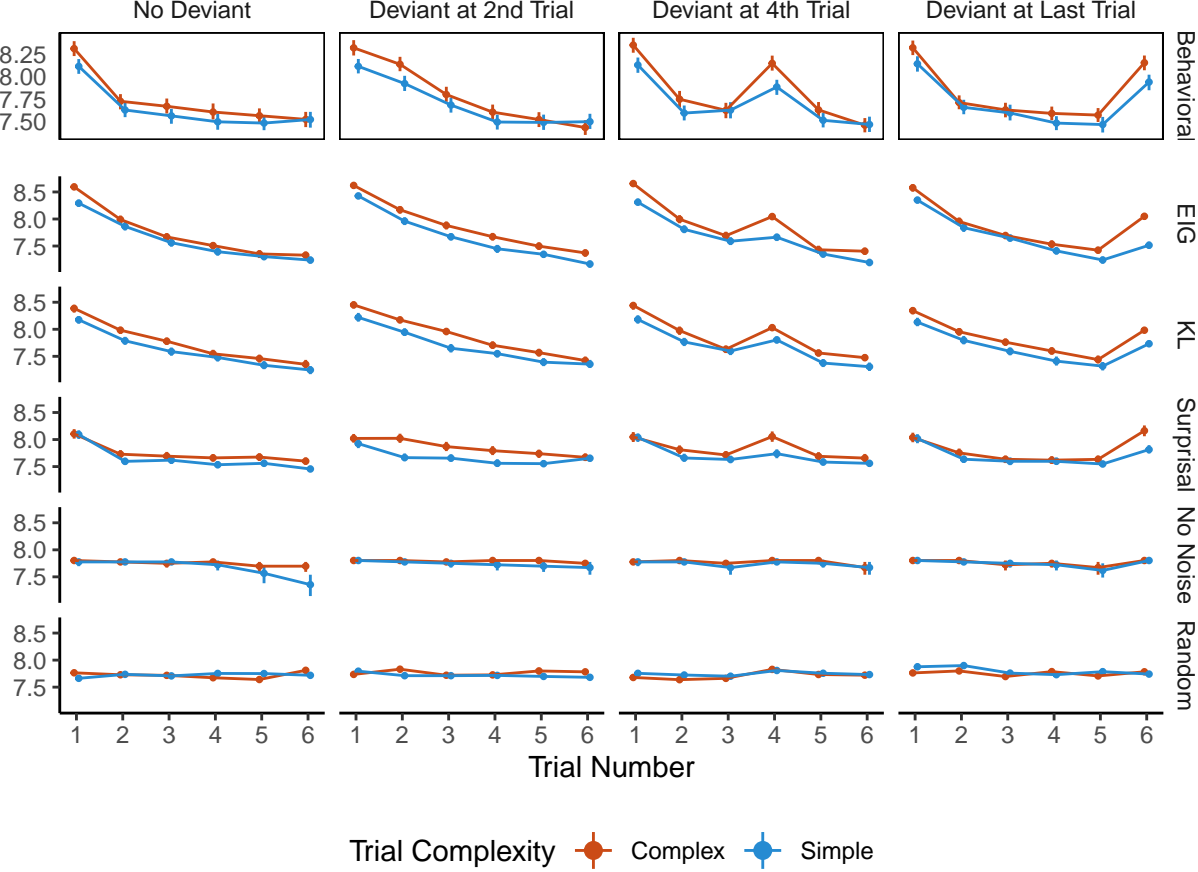 No Deviant Deviant at 2nd Trial Deviant at 4th Trial Deviant at Last Trial
8.25
8.00
7.75
7.50
Behavioral
8.5
8.0
7.5
EIG
8.5
8.0
7.5
KL
8.5
8.0
7.5
Surprisal
8.5
8.0
7.5
No Noise
8.5
8.0
7.5
Random
1 2 3 4 5 6 1 2 3 4 5 6 1 2 3 4 5 6 1 2 3 4 5 6
Trial Number
Trial Complexity Complex Simple